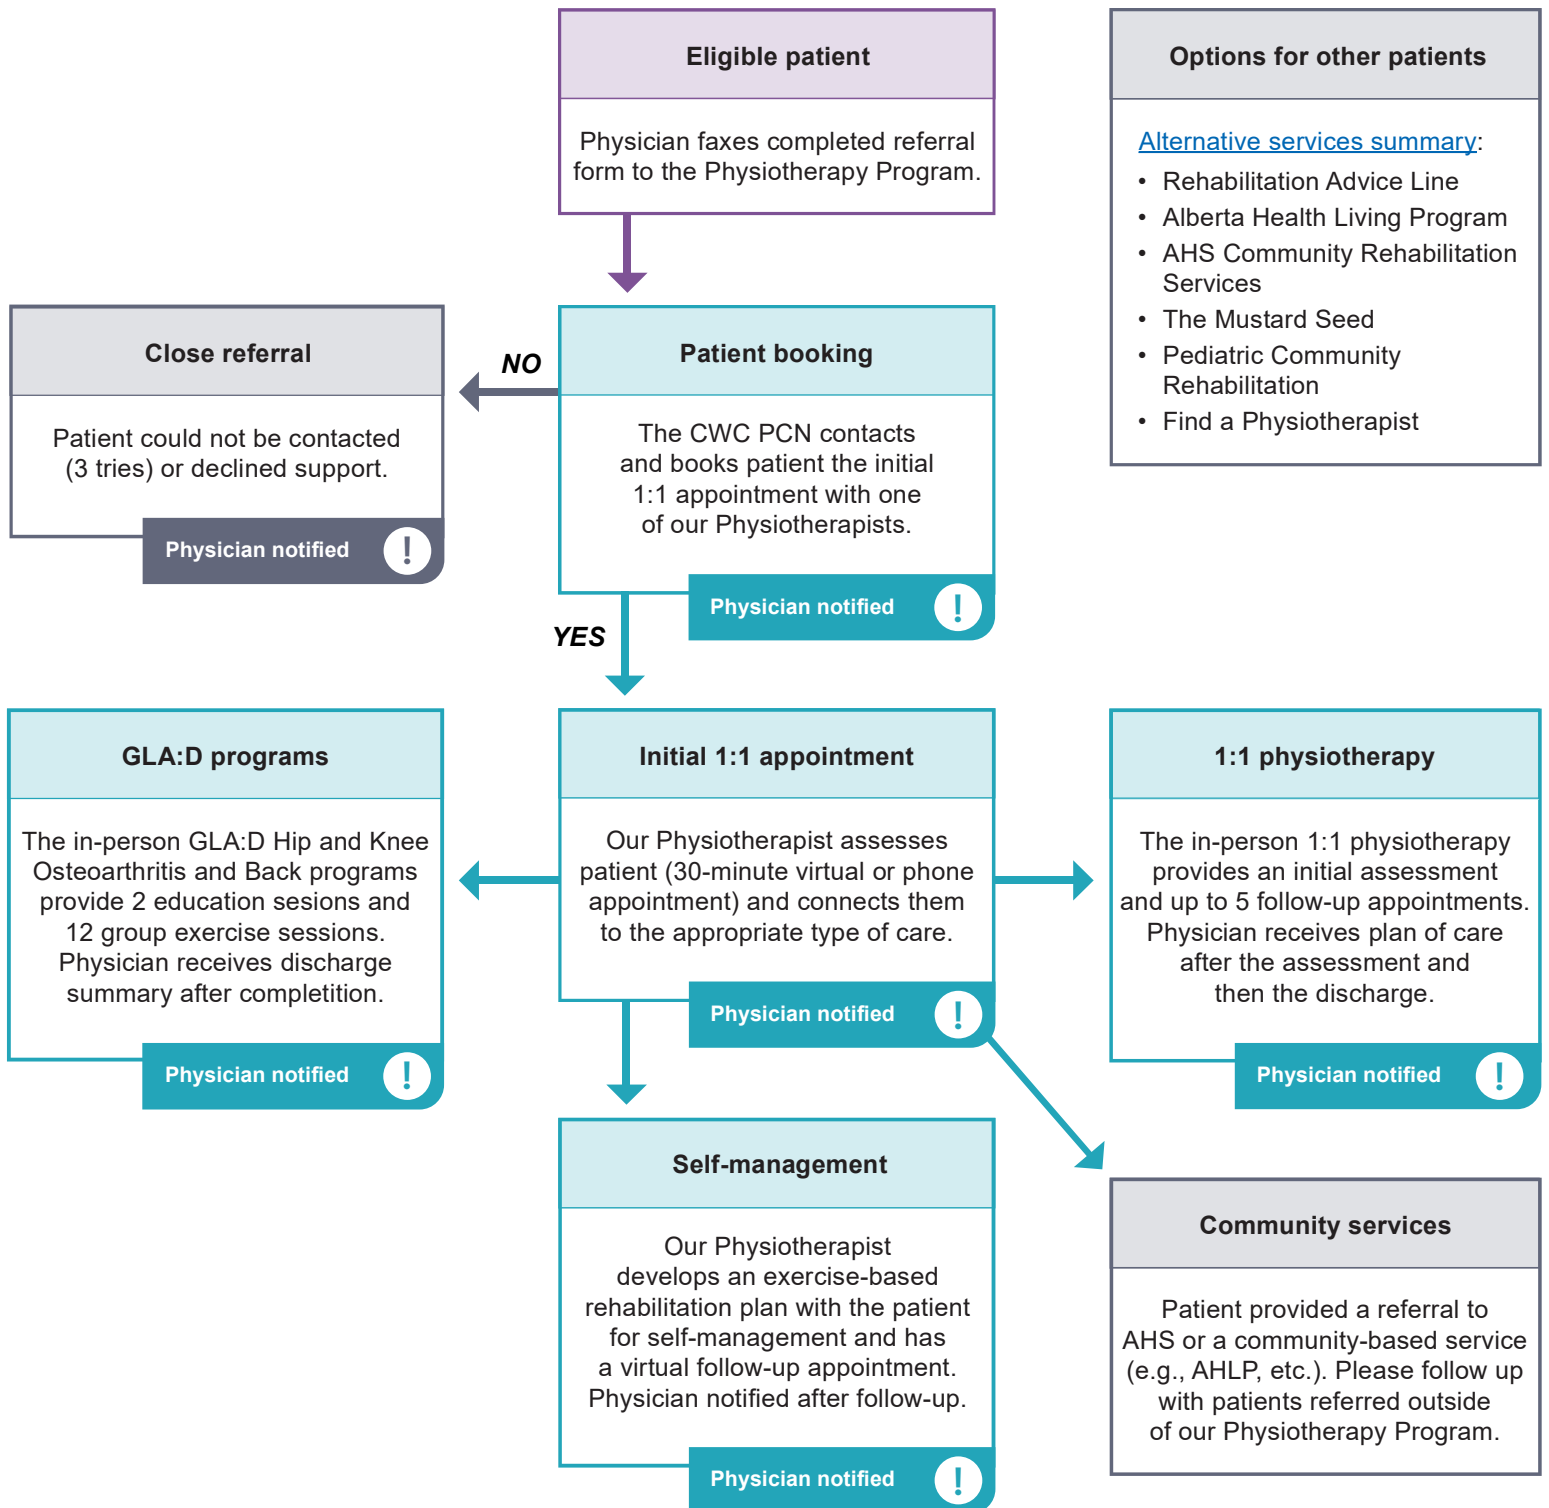 Eligible patient
Physician faxes completed referral
form to the Physiotherapy Program.
Options for other patients
Alternative services summary:
• Rehabilitation Advice Line
• Alberta Health Living Program
• AHS Community Rehabilitation
Services
• The Mustard Seed
• Pediatric Community
Rehabilitation
• Find a Physiotherapist
Close referral
Patient could not be contacted
(3 tries) or declined support.
Physician notified !
NO
Patient booking
The CWC PCN contacts
and books patient the initial
1:1 appointment with one
of our Physiotherapists.
Physician notified !
YES
GLA:D programs
The in-person GLA:D Hip and Knee
Osteoarthritis and Back programs
provide 2 education sesions and
12 group exercise sessions.
Physician receives discharge
summary after completition.
Physician notified !
Initial 1:1 appointment
Our Physiotherapist assesses
patient (30-minute virtual or phone
appointment) and connects them
to the appropriate type of care.
Physician notified !
1:1 physiotherapy
The in-person 1:1 physiotherapy
provides an initial assessment
and up to 5 follow-up appointments.
Physician receives plan of care
after the assessment and
then the discharge.
Physician notified !
Self-management
Our Physiotherapist
develops an exercise-based
rehabilitation plan with the patient
for self-management and has
a virtual follow-up appointment.
Physician notified after follow-up.
Physician notified !
Community services
Patient provided a referral to
AHS or a community-based service
(e.g., AHLP, etc.). Please follow up
with patients referred outside
of our Physiotherapy Program.